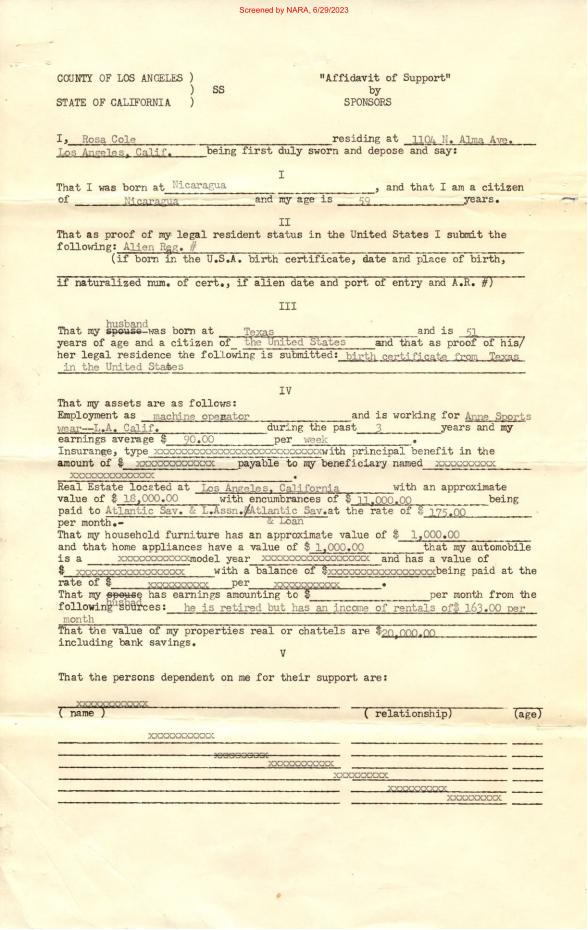 Screened by NARA, 6/29/2023
COUNTY OF LOS ANGELES ) "Affidavit of Support"
) SS by
STATE OF CALIFORNIA ) SPONSORS
I, Rosa Cole residing at 1104 N. Alma Ave.
Los Angeles, Calif. being first duly sworn and depose and say:
I
That I was born at Nicaragua, and that I am a citizen
of Nicaragua and my age is 59 years.
II
That as proof of my legal resident status in the United States I submit the
following: Alien Reg. #
(if born in the U.S.A. birth certificate, date and place of birth,
if naturalized num. of cert., if alien date and port of entry and A.R. #)
III
husband
That my spouse was born at Texas and is 51
years of age and a citizen of the United States and that as proof of his/
her legal residence the following is submitted: birth certificate from Texas
in the United States
IV
That my assets are as follows:
Employment as machine operator and is working for Anne Sports
wear--L.A. Calif. during the past 3 years and my
earnings average $ 90.00 per week .
Insurange, type xxxxxxxxxxxxxxxxxxxxxxxxxxxx with principal benefit in the
amount of $ xxxxxxxxxxxxx payable to my beneficiary named xxxxxxxxxx
xxxxxxxxxxxxxx .
Real Estate located at Los Angeles, California with an approximate
value of $ 18,000.00 with encumbrances of $ 11,000.00 being
paid to Atlantic Sav. & L.Assn./Atlantic Sav. at the rate of $ 175.00
per month.- & Loan
That my household furniture has an approximate value of $ 1,000.00
and that home appliances have a value of $ 1,000.00 that my automobile
is a xxxxxxxxxxxx model year xxxxxxxxxxxxxxxxxx and has a value of
$ xxxxxxxxxxxxxxxxxx with a balance of $xxxxxxxxxxxxxxxxxx being paid at the
rate of $ xxxxxxxxxx per xxxxxxxxxxx .
That my spouse has earnings amounting to $ per month from the
husbad
following sources: he is retired but has an income of rentals of$ 163.00 per
month
That the value of my properties real or chattels are $20,000.00
including bank savings.
V
That the persons dependent on me for their support are:
xxxxxxxxxxxx
( name ) ( relationship) (age)
xxxxxxxxxxx
xxxxxxxxx
xxxxxxxxxxx
xxxxxxxxx
xxxxxxxxxx
xxxxxxxxx